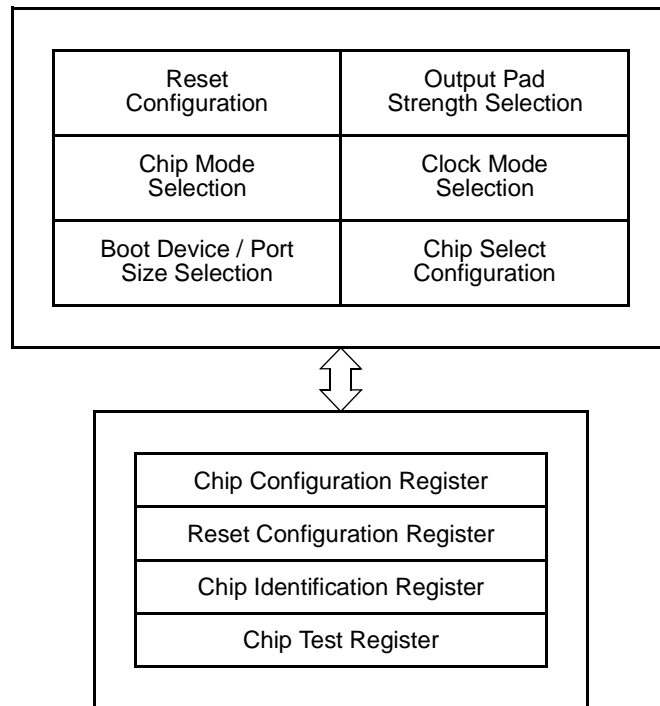 Reset
Configuration
Output Pad
Strength Selection
Chip Mode
Selection
Clock Mode
Selection
Boot Device / Port
Size Selection
Chip Select
Configuration
Chip Configuration Register
Reset Configuration Register
Chip Identification Register
Chip Test Register